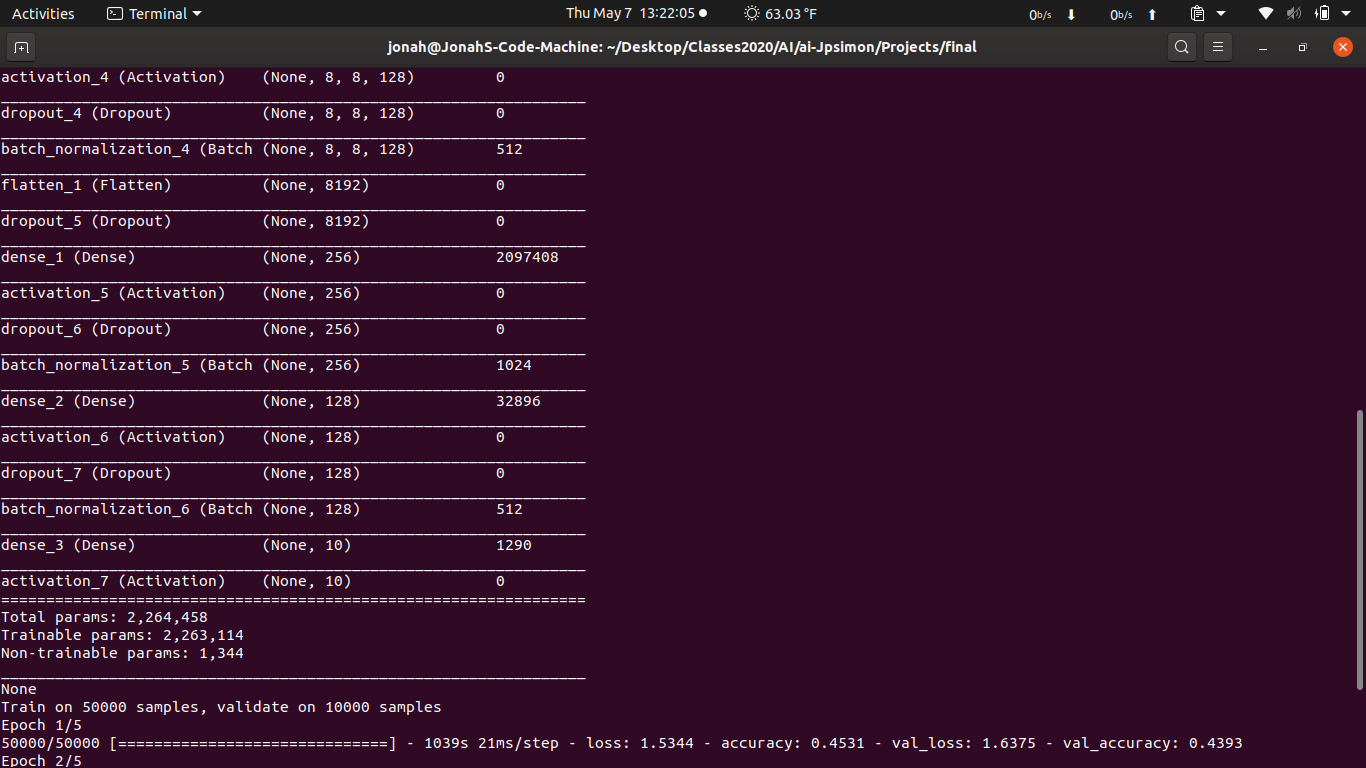 Activities Terminal Thu May 7 13:22:05 63.03 °F 0b/s 0b/s
jonah@JonahS-Code-Machine: ~/Desktop/Classes2020/AI/ai-Jpsimon/Projects/final
activation_4 (Activation)    (None, 8, 8, 128)         0
_________________________________________________________________
dropout_4 (Dropout)          (None, 8, 8, 128)         0
_________________________________________________________________
batch_normalization_4 (Batch (None, 8, 8, 128)         512
_________________________________________________________________
flatten_1 (Flatten)          (None, 8192)              0
_________________________________________________________________
dropout_5 (Dropout)          (None, 8192)              0
_________________________________________________________________
dense_1 (Dense)              (None, 256)               2097408
_________________________________________________________________
activation_5 (Activation)    (None, 256)               0
_________________________________________________________________
dropout_6 (Dropout)          (None, 256)               0
_________________________________________________________________
batch_normalization_5 (Batch (None, 256)               1024
_________________________________________________________________
dense_2 (Dense)              (None, 128)               32896
_________________________________________________________________
activation_6 (Activation)    (None, 128)               0
_________________________________________________________________
dropout_7 (Dropout)          (None, 128)               0
_________________________________________________________________
batch_normalization_6 (Batch (None, 128)               512
_________________________________________________________________
dense_3 (Dense)              (None, 10)                1290
_________________________________________________________________
activation_7 (Activation)    (None, 10)                0
=================================================================
Total params: 2,264,458
Trainable params: 2,263,114
Non-trainable params: 1,344
_________________________________________________________________
None
Train on 50000 samples, validate on 10000 samples
Epoch 1/5
50000/50000 [==============================] - 1039s 21ms/step - loss: 1.5344 - accuracy: 0.4531 - val_loss: 1.6375 - val_accuracy: 0.4393
Epoch 2/5